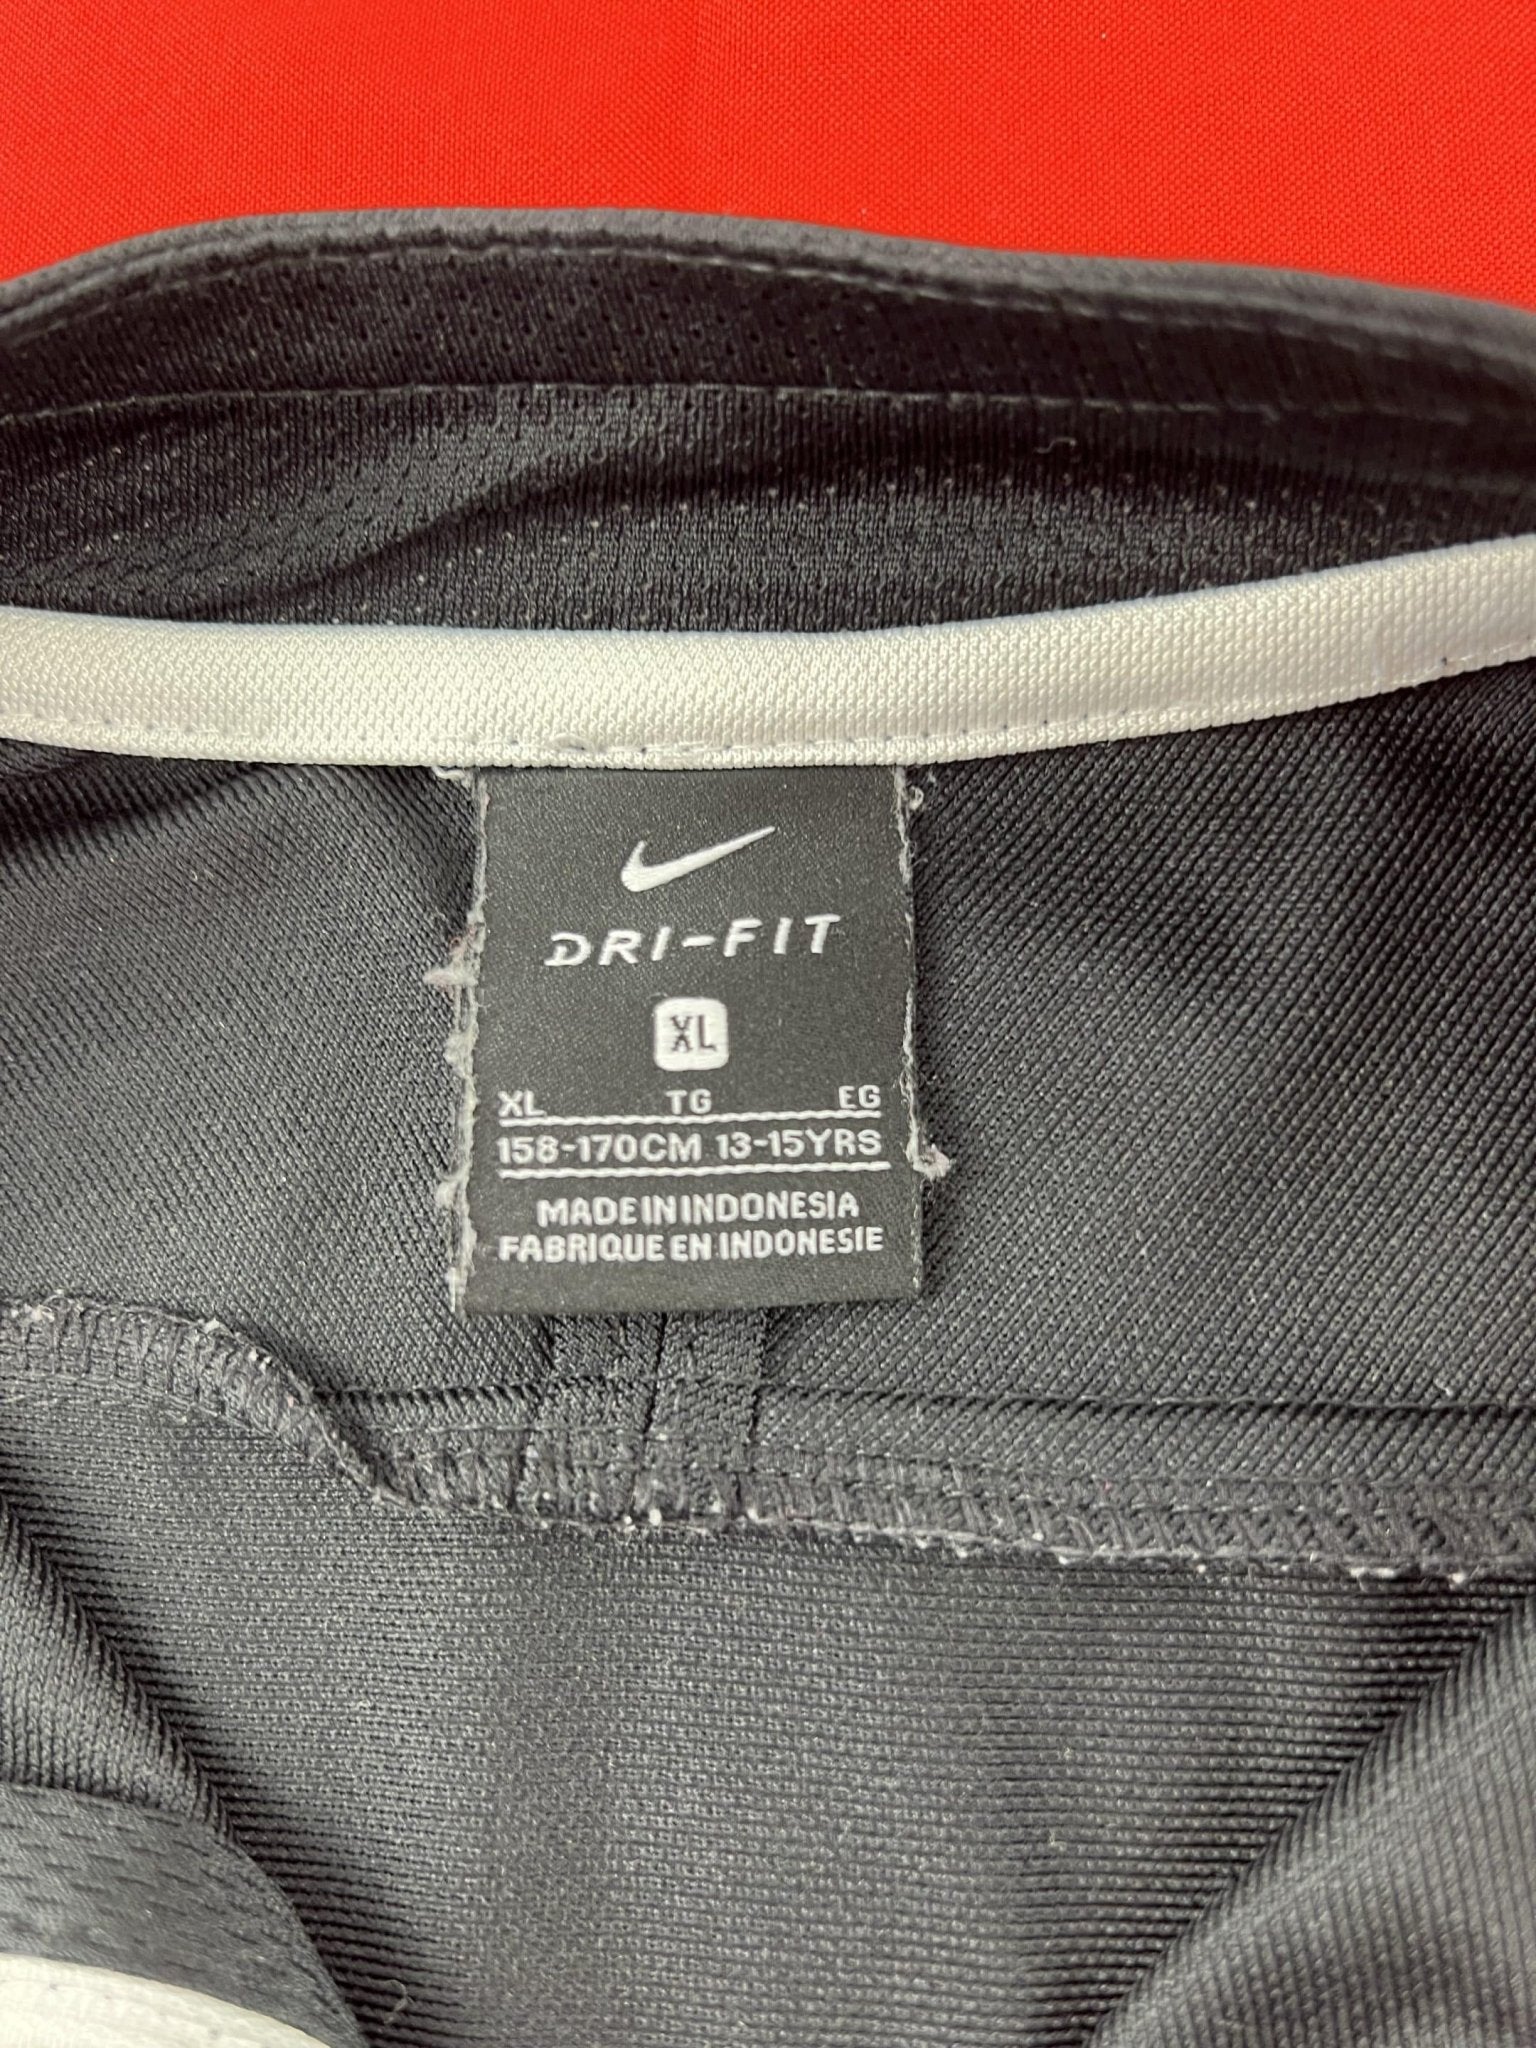 DRI-FIT
XL
XL TG EG
158-170CM 13-15YRS
MADE IN INDONESIA
FABRIQUE EN INDONESIE